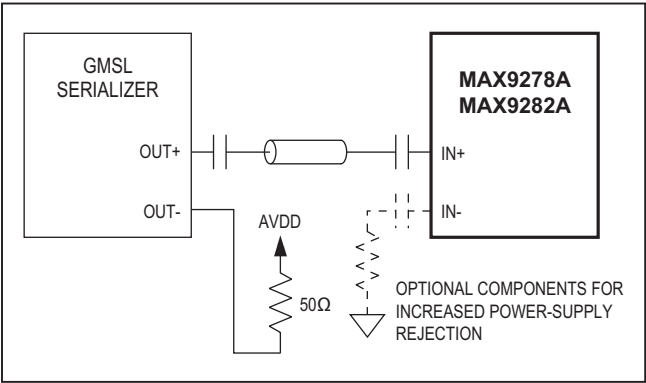 GMSL
SERIALIZER
MAX9278A
MAX9282A
OUT+
IN+
OUT-
IN-
AVDD
50Ω
OPTIONAL COMPONENTS FOR
INCREASED POWER-SUPPLY
REJECTION